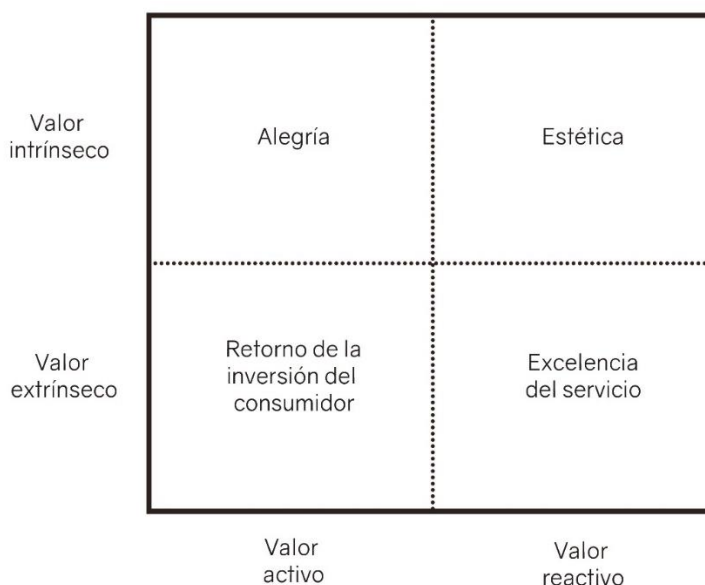 Valor
intrínseco
Alegría
Estética
Valor
extrínseco
Retorno de la
inversión del
consumidor
Excelencia
del servicio
Valor
activo
Valor
reactivo